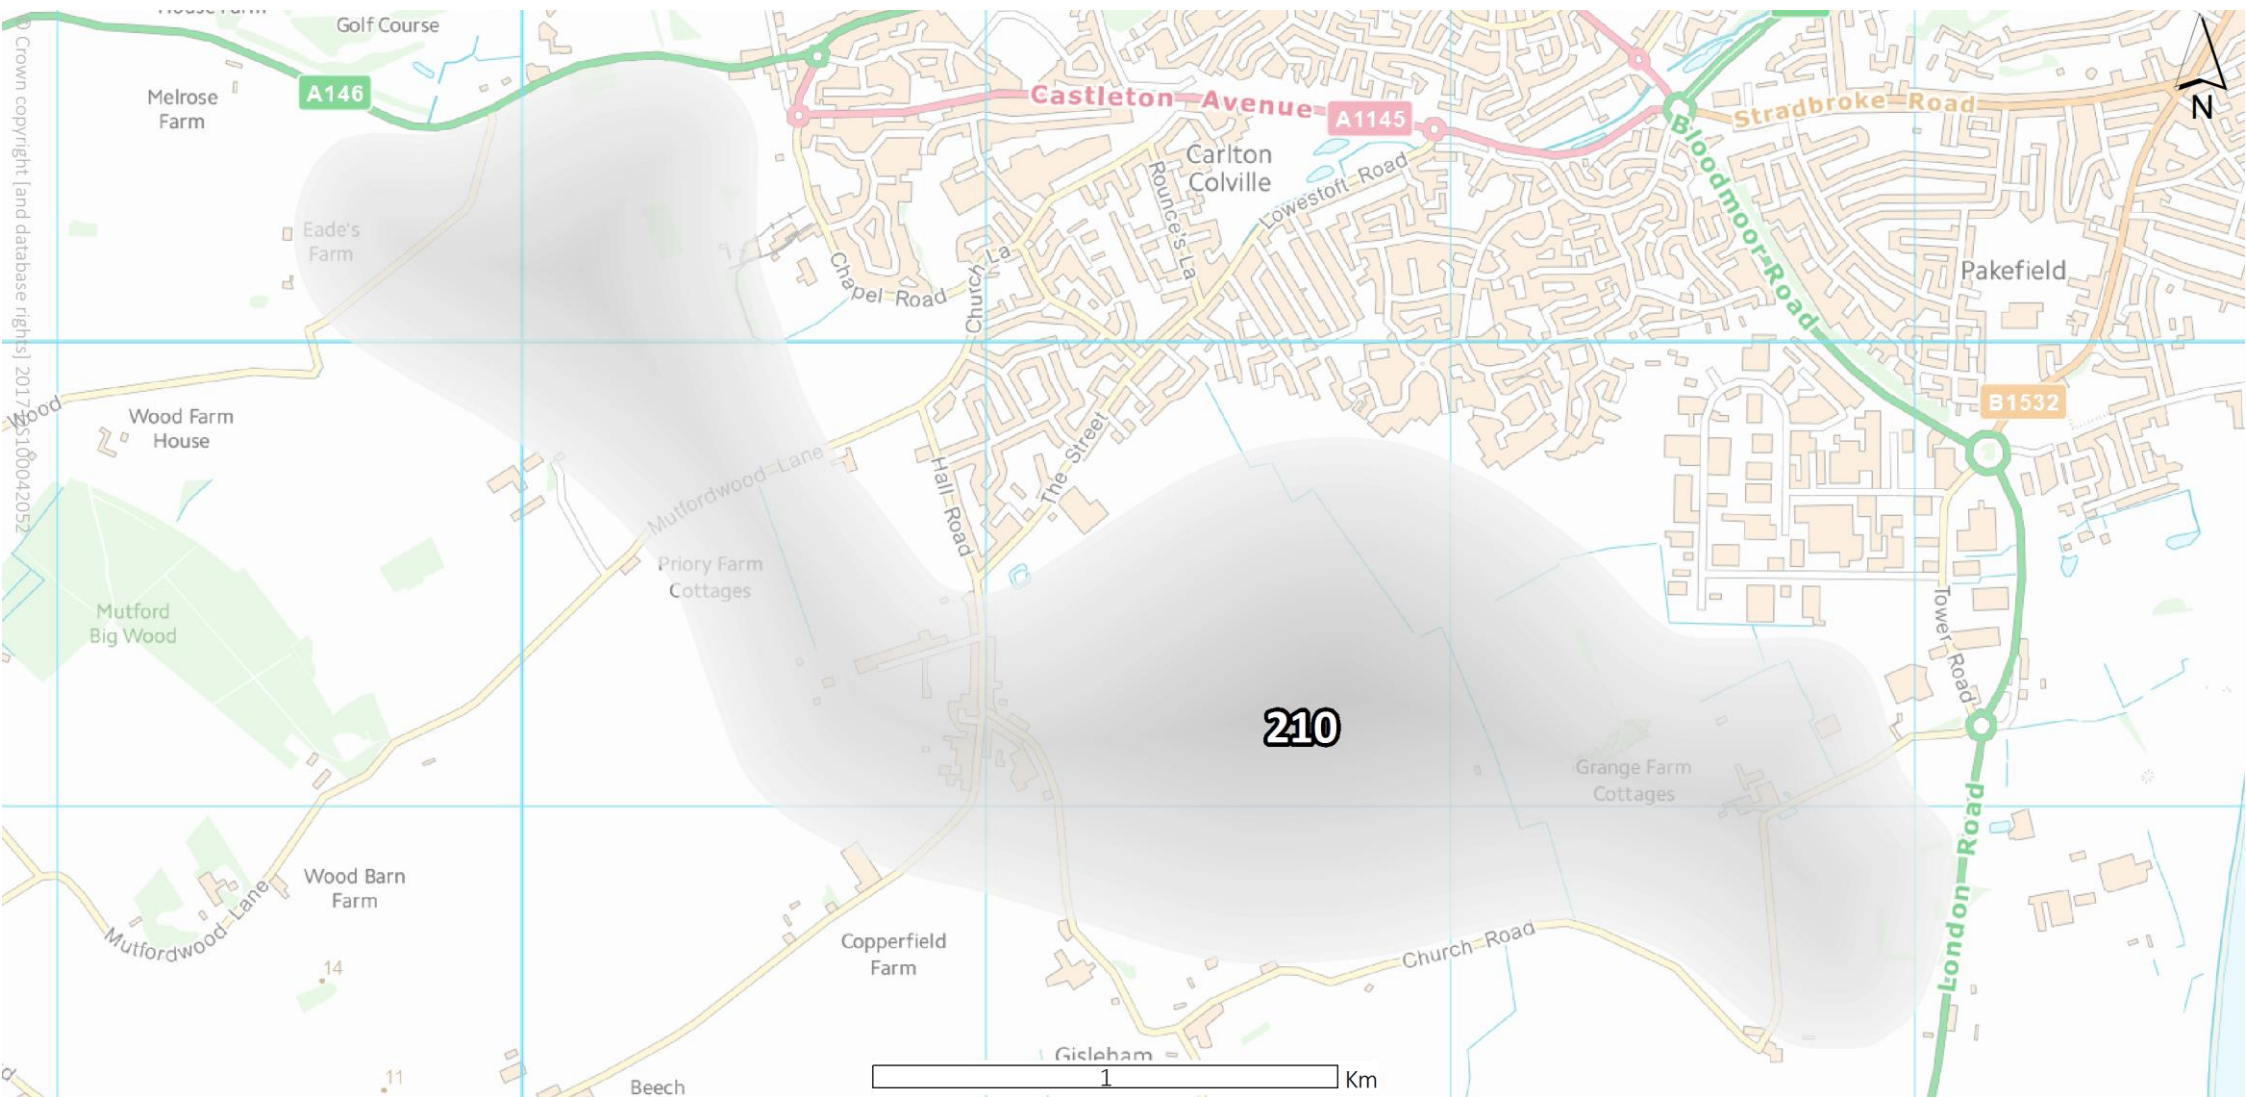 © Crown copyright [and database rights] 2017 OS100042052
Golf Course
A146
Melrose
Farm
Castleton Avenue
A1145
Stradbroke Road
N
Carlton
Colville
Rounce's La
Lowestoft Road
Bloodmoor Road
Eade's
Farm
Chapel Road
Church La
Pakefield
Wood
Wood Farm
House
B1532
Mutfordwood Lane
Hall Road
The Street
Priory Farm
Cottages
Mutford
Big Wood
Tower Road
210
Grange Farm
Cottages
Wood Barn
Farm
Mutfordwood Lane
London Road
14
Copperfield
Farm
Church Road
Gisleham
11
Beech
1
Km